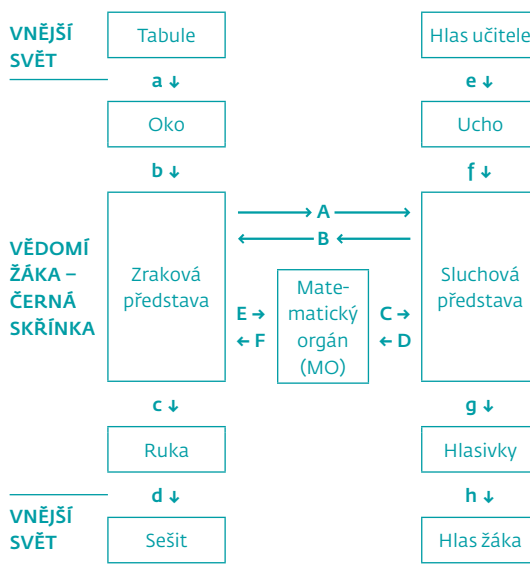 VNĚJŠÍ
SVĚT
Tabule
Hlas učitele
a ↓
e ↓
Oko
Ucho
b ↓
f ↓
VĚDOMÍ
ŽÁKA –
ČERNÁ
SKŘÍNKA
Zraková
představa
→ A →
← B ←
E →
← F
Mate-
matický
orgán
(MO)
C →
← D
Sluchová
představa
c ↓
g ↓
Ruka
Hlasivky
VNĚJŠÍ
SVĚT
d ↓
h ↓
Sešit
Hlas žáka